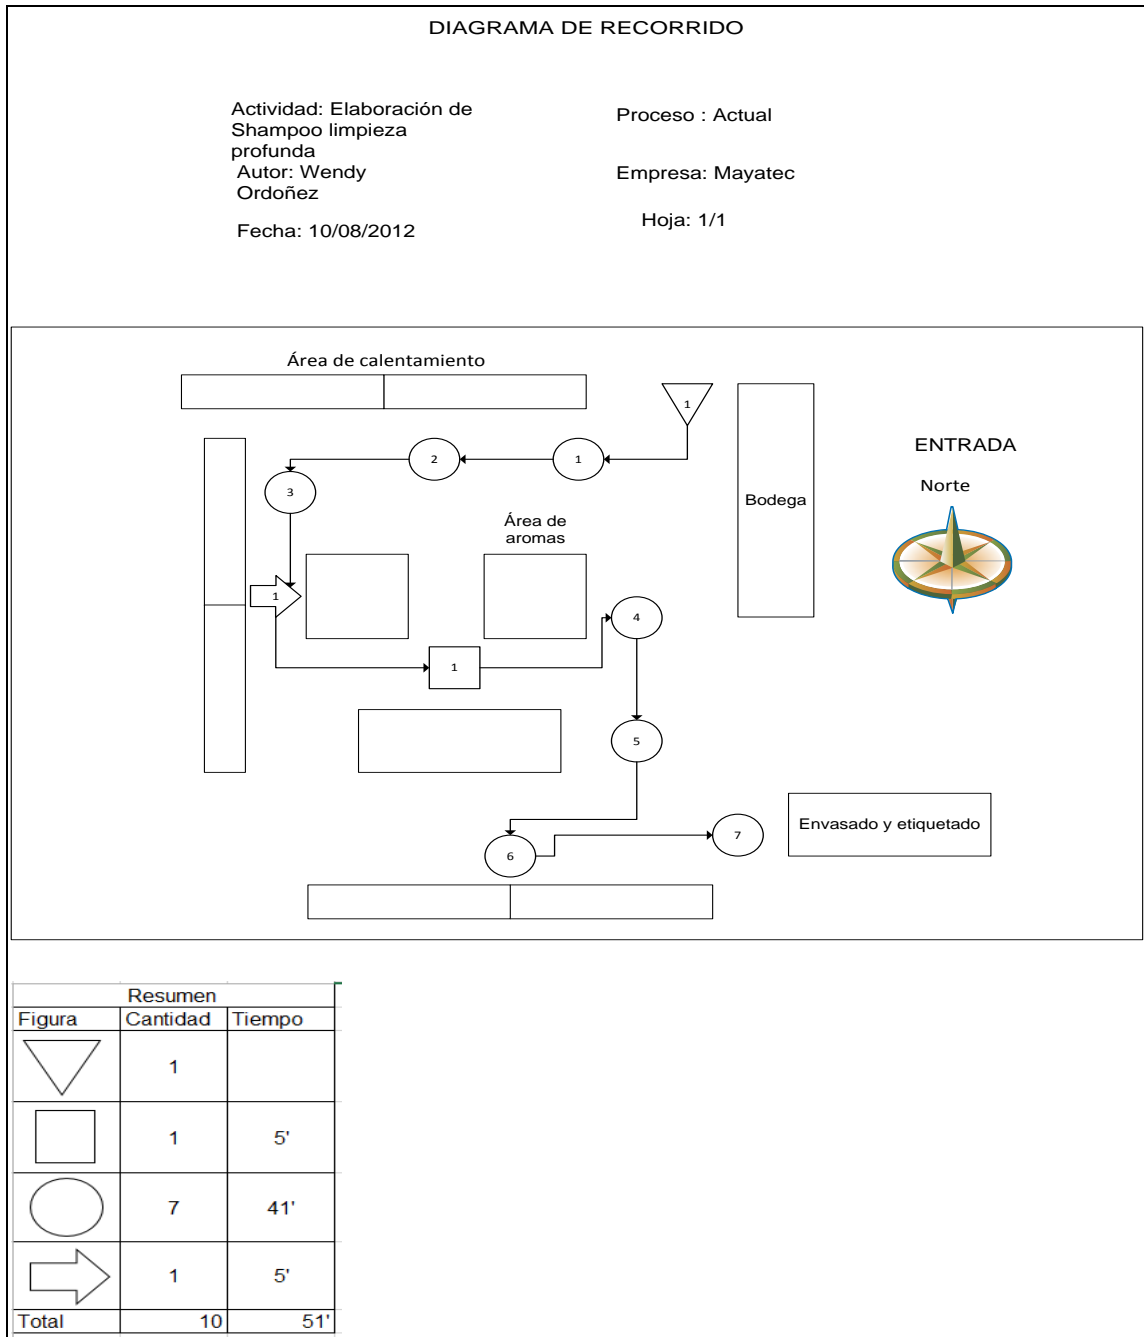 DIAGRAMA DE RECORRIDO
Actividad: Elaboración de
Shampoo limpieza
profunda
Autor: Wendy
Ordoñez
Fecha: 10/08/2012
Proceso : Actual
Empresa: Mayatec
Hoja: 1/1
Área de calentamiento
1
2
1
3
Bodega
ENTRADA
Norte
Área de
aromas
1
4
1
5
6
7
Envasado y etiquetado
Resumen
Figura Cantidad Tiempo
1
1 5'
7 41'
1 5'
Total 10 51'